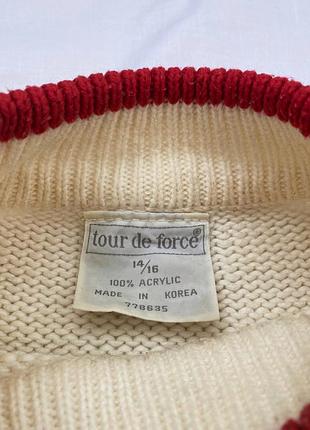 tour de force®
14/16
100% ACRYLIC
MADE IN KOREA
778635